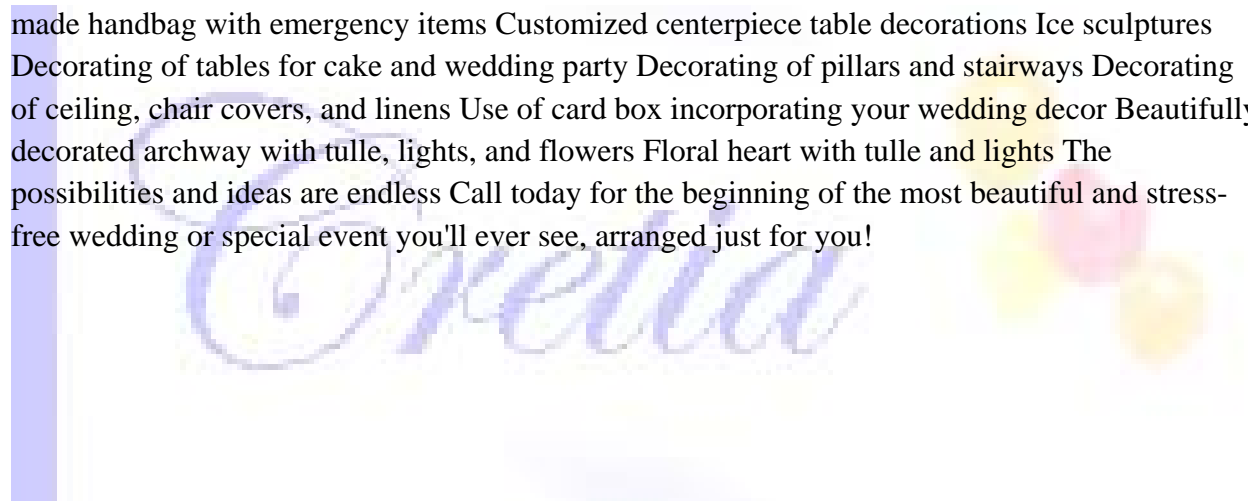 made handbag with emergency items Customized centerpiece table decorations Ice sculptures
Decorating of tables for cake and wedding party Decorating of pillars and stairways Decorating
of ceiling, chair covers, and linens Use of card box incorporating your wedding decor Beautifully
decorated archway with tulle, lights, and flowers Floral heart with tulle and lights The
possibilities and ideas are endless Call today for the beginning of the most beautiful and stress-
free wedding or special event you'll ever see, arranged just for you!